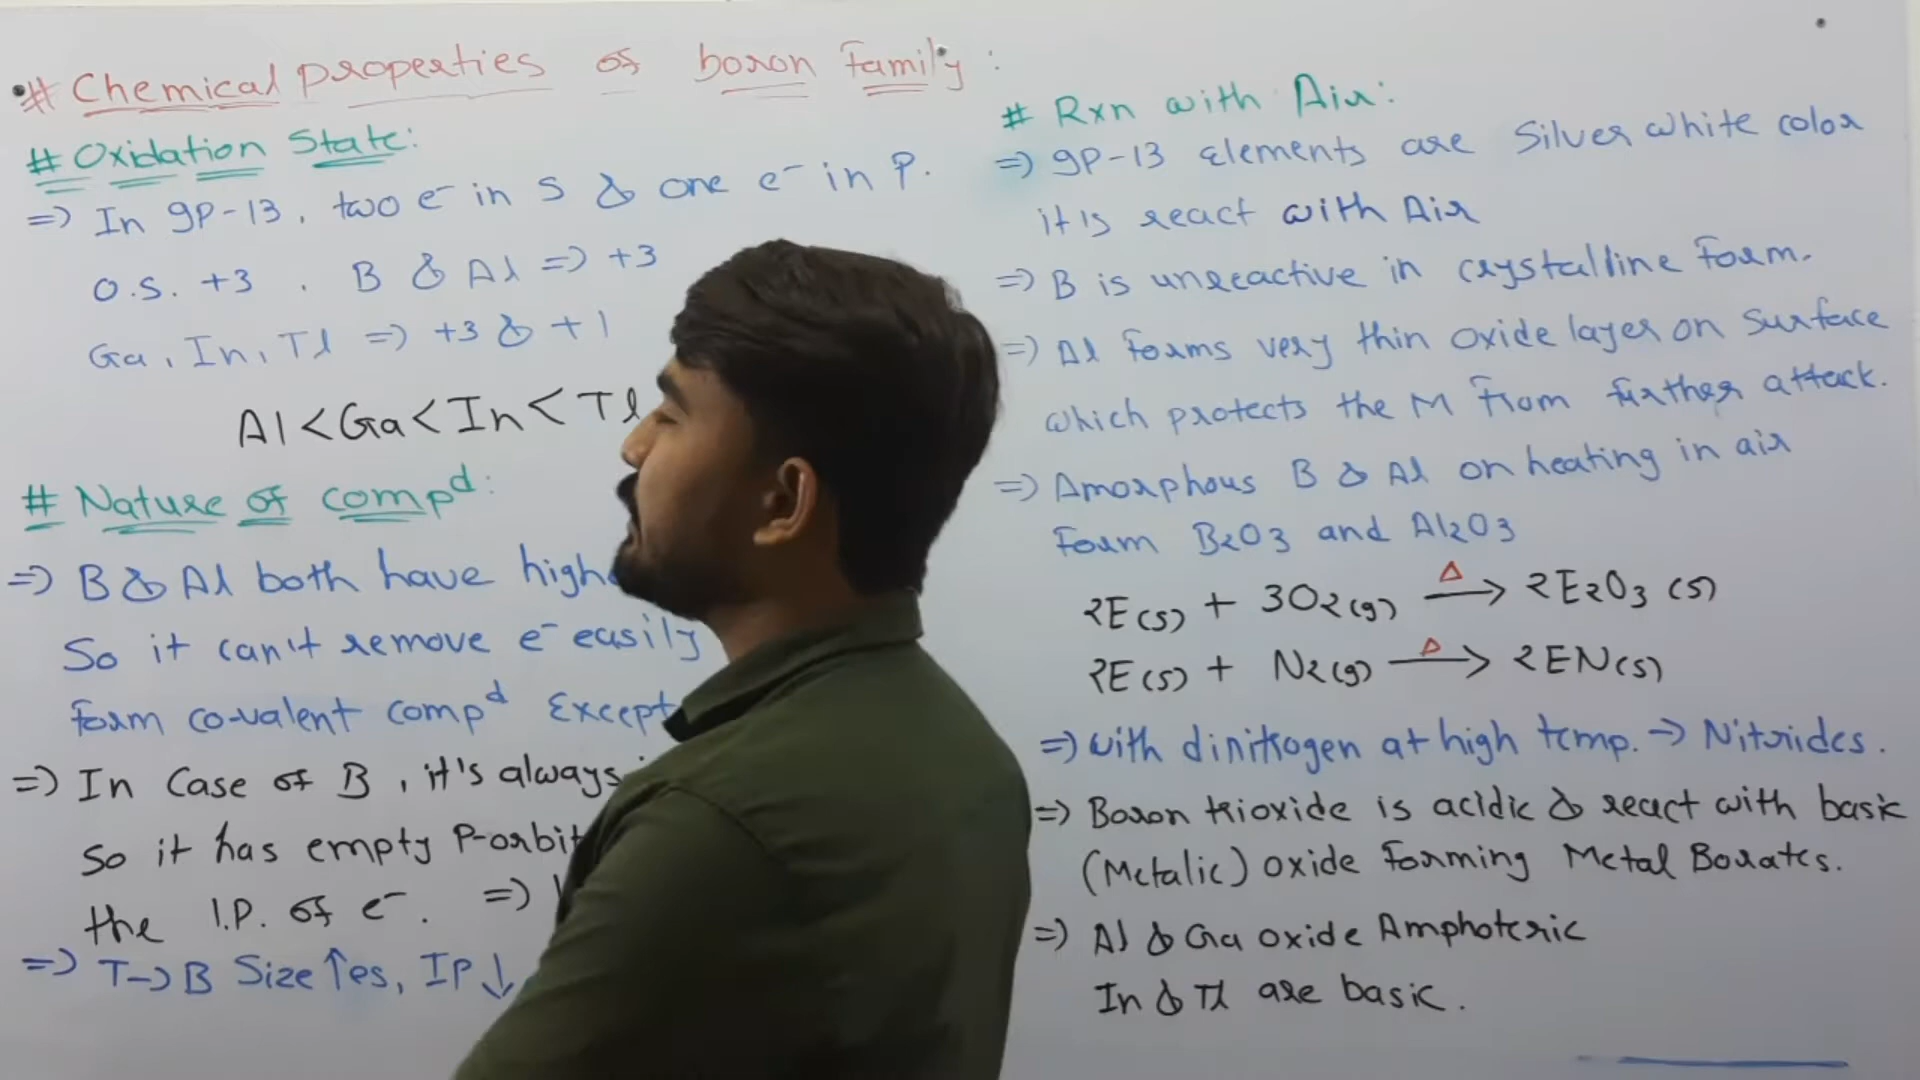 # Chemical properties of boron Family :
# Oxidation State:
=> In gp-13, two e- in S & one e- in P.
O.S. +3 . B & Al => +3
Ga, In, Tl => +3 & +1
Al < Ga < In < Tl
# Nature of compd:
=> B & Al both have high
So it can't remove e- easily
form co-valent compd Except
=> In Case of B, it's always
So it has empty P-orbit
the I.P. of e-. =>
=> T->B Size ↑es, IP ↓
# Rxn with Air:
=> gp-13 Elements are Silver white color
it is react with Air
=> B is unreactive in crystalline form.
=> Al forms very thin oxide layer on Surface
which protects the M from further attack.
=> Amorphous B & Al on heating in air
form B2O3 and Al2O3
2E(s) + 3O2(g) Δ→ 2E2O3 (s)
2E(s) + N2(g) Δ→ 2EN(s)
=> with dinitrogen at high temp. -> Nitrides.
=> Boron trioxide is acidic & react with basic
(Metalic) oxide forming Metal Borates.
=> Al & Ga oxide Amphoteric
In & Tl are basic.